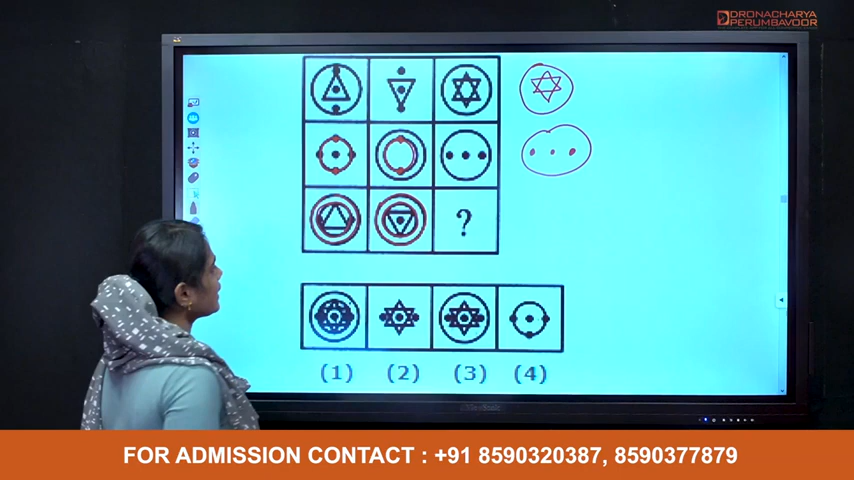 DRONACHARYA
PERUMBAVOOR
?
(1) (2) (3) (4)
FOR ADMISSION CONTACT : +91 8590320387, 8590377879